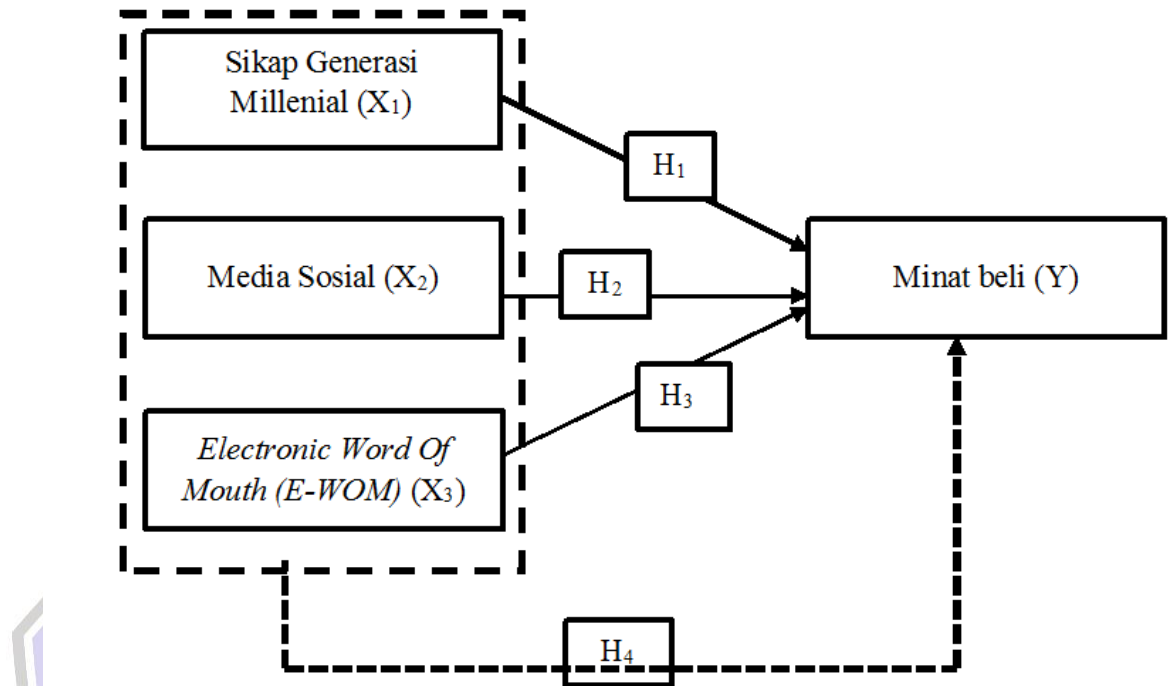 Sikap Generasi
Millenial (X₁)
H₁
Media Sosial (X₂)
H₂
Minat beli (Y)
H₃
Electronic Word Of
Mouth (E-WOM) (X₃)
H₄